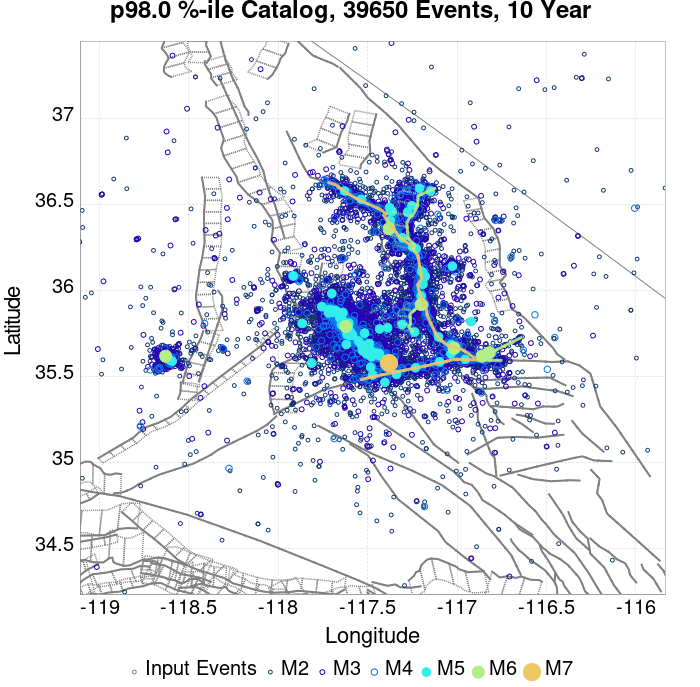 p98.0 %-ile Catalog, 39650 Events, 10 Year
37
36.5
36
35.5
35
34.5
Latitude
-119 -118.5 -118 -117.5 -117 -116.5 -116
Longitude
Input Events M2 M3 M4 M5 M6 M7